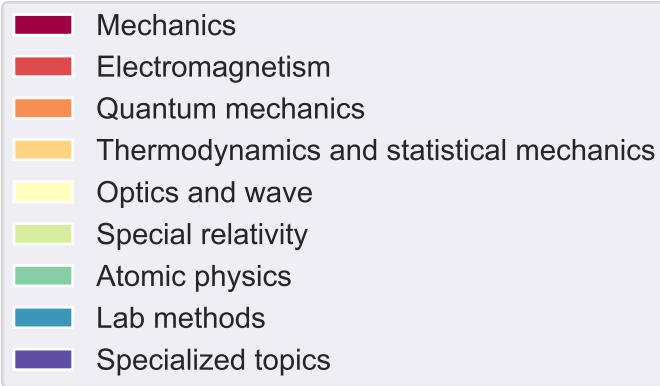 Mechanics
Electromagnetism
Quantum mechanics
Thermodynamics and statistical mechanics
Optics and wave
Special relativity
Atomic physics
Lab methods
Specialized topics